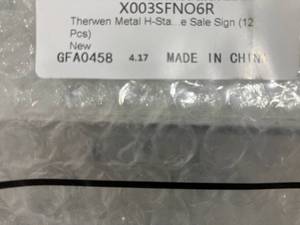 X003SFNO6R
Therwen Metal H-Sta...e Sale Sign (12
Pcs)
New
GFA0458 4.17 MADE IN CHINA